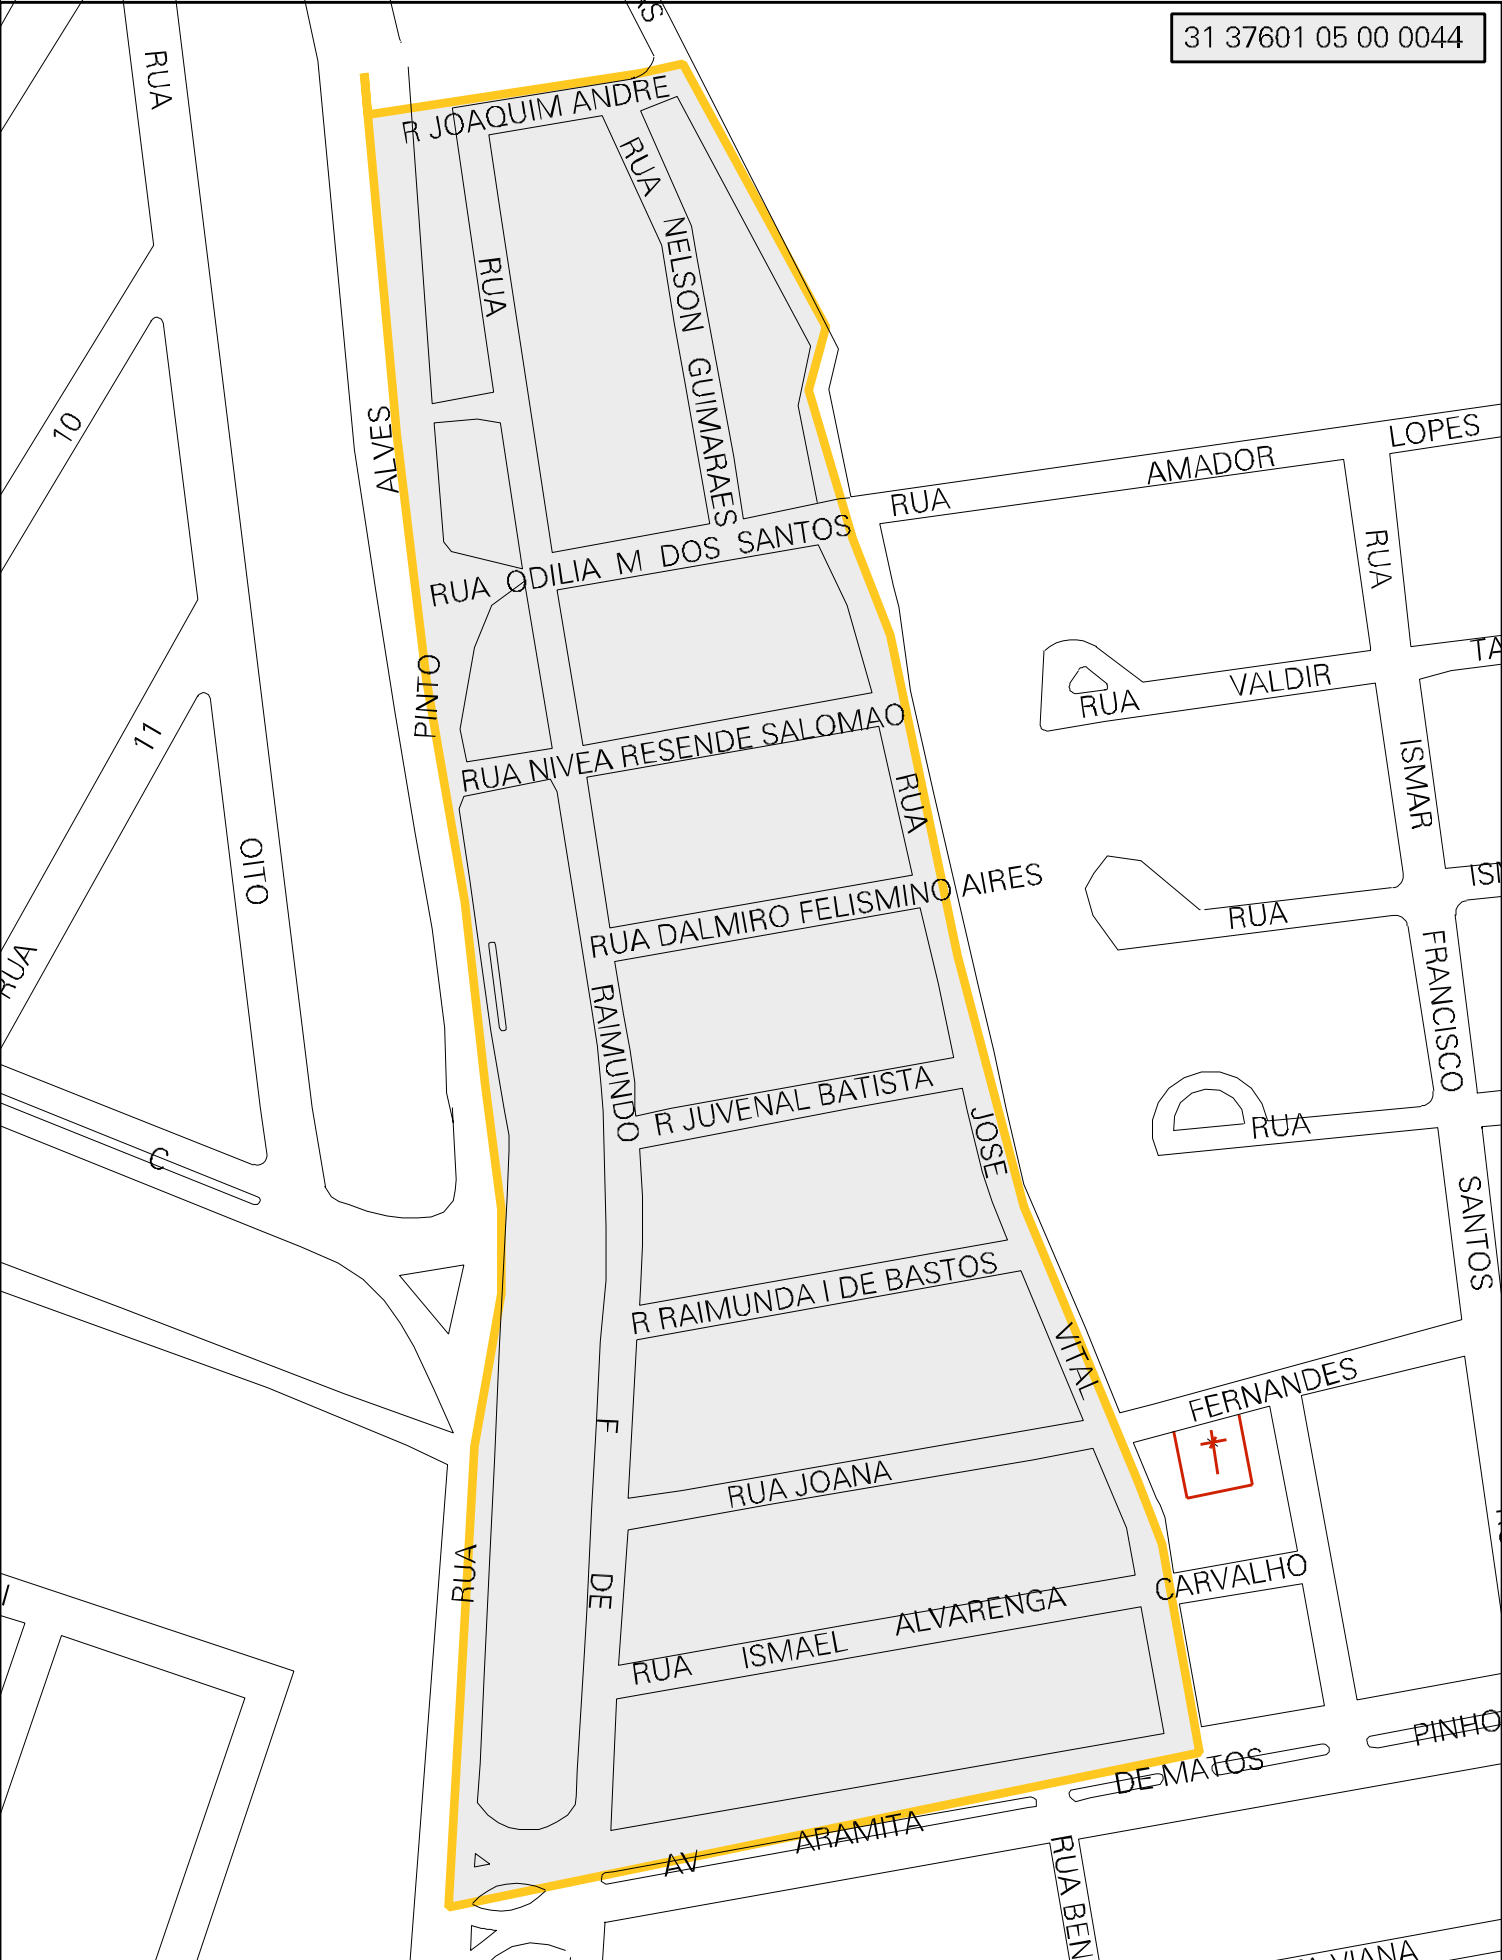 31 37601 05 00 0044
RUA
R JOAQUIM ANDRE
RUA
NELSON
GUIMARAES
RUA
10
ALVES
LOPES
AMADOR
RUA
RUA ODILIA M DOS SANTOS
RUA
PINTO
VALDIR
RUA
RUA NIVEA RESENDE SALOMAO
11
ISMAR
RUA
OITO
RUA DALMIRO FELISMINO AIRES
RUA
RUA
FRANCISCO
RAIMUNDO
R JUVENAL BATISTA
JOSE
RUA
C
SANTOS
R RAIMUNDA I DE BASTOS
VITAL
FERNANDES
F
RUA JOANA
RUA
DE
CARVALHO
RUA ISMAEL ALVARENGA
PINHO
DE MATOS
ARAMITA
AV
RUA BEN
VIANA